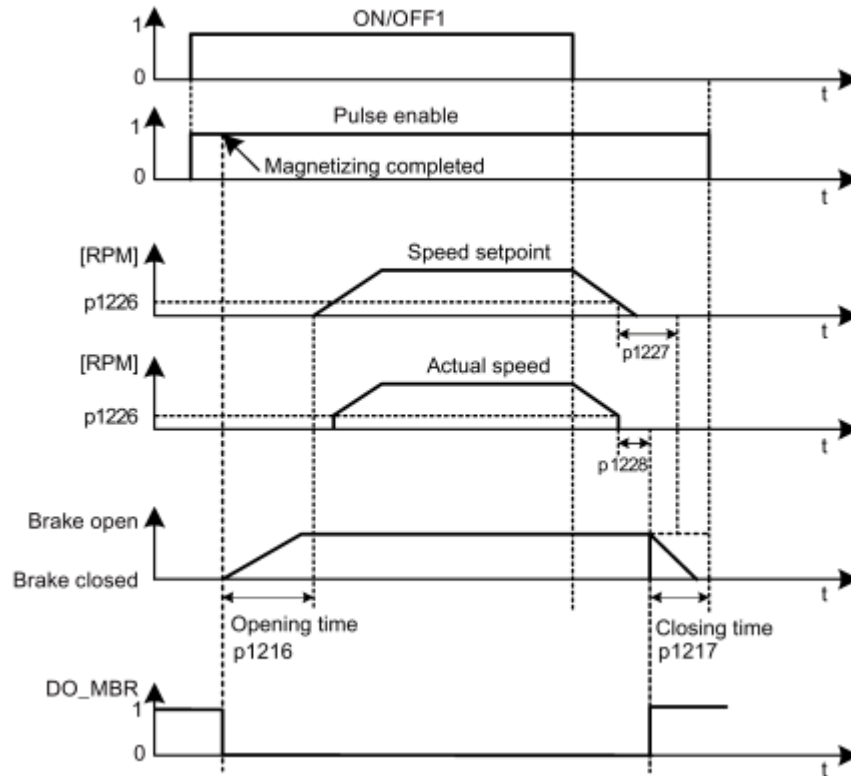 ON/OFF1
1
0
t
Pulse enable
1
Magnetizing completed
0
t
[RPM]
Speed setpoint
p1226
t
p1227
[RPM]
Actual speed
p1226
t
p1228
Brake open
Brake closed
t
Opening time
p1216
Closing time
p1217
DO_MBR
1
0
t